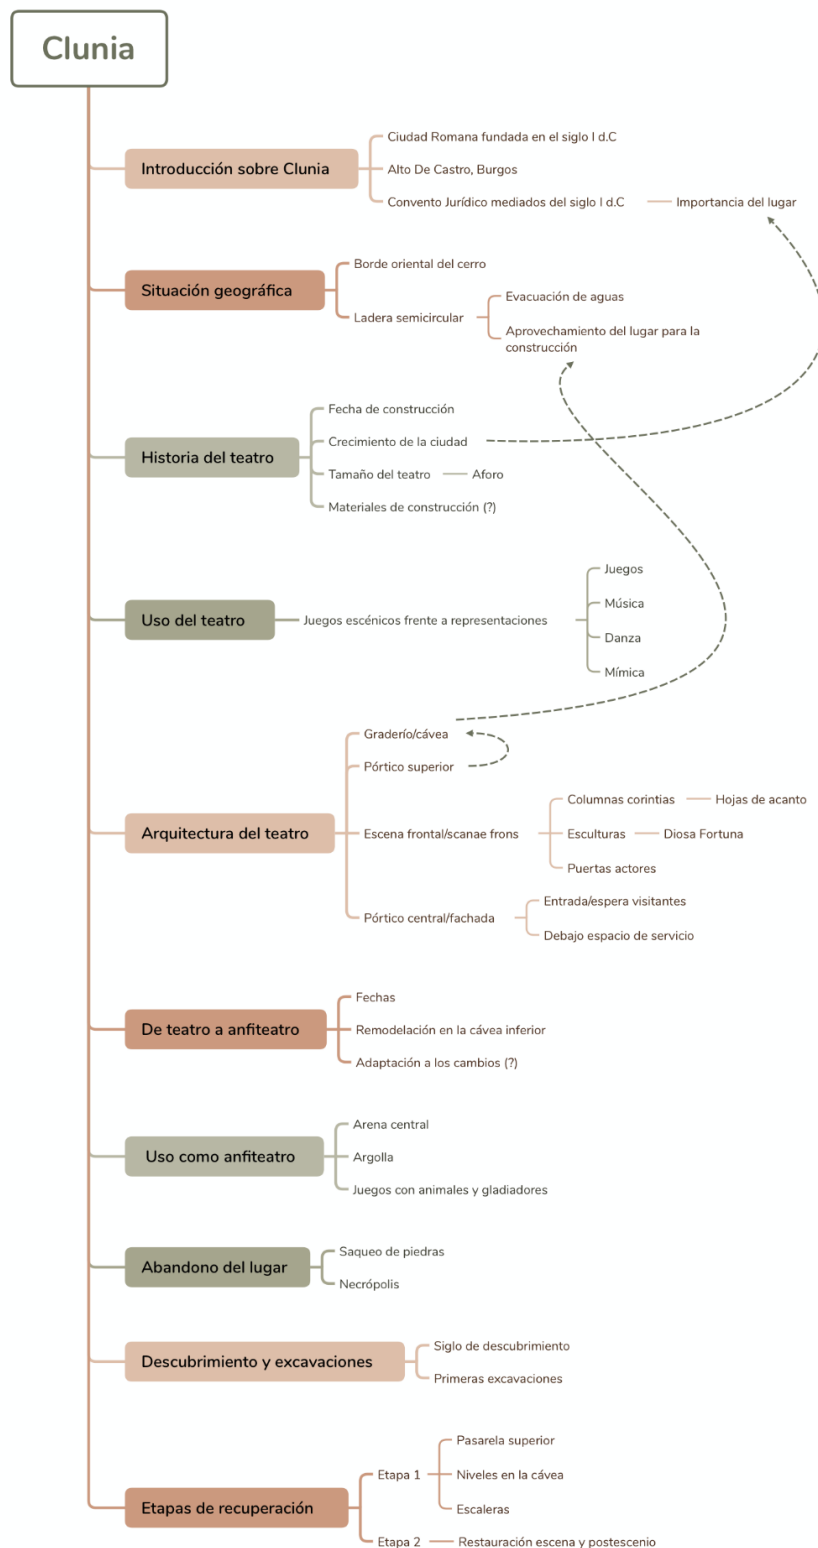 Clunia
Introducción sobre Clunia
Ciudad Romana fundada en el siglo I d.C
Alto De Castro, Burgos
Convento Jurídico mediados del siglo I d.C
Importancia del lugar
Situación geográfica
Borde oriental del cerro
Ladera semicircular
Evacuación de aguas
Aprovechamiento del lugar para la
construcción
Historia del teatro
Fecha de construcción
Crecimiento de la ciudad
Tamaño del teatro
Aforo
Materiales de construcción (?)
Uso del teatro
Juegos escénicos frente a representaciones
Juegos
Música
Danza
Mímica
Arquitectura del teatro
Graderío/cávea
Pórtico superior
Escena frontal/scanae frons
Columnas corintias
Hojas de acanto
Esculturas
Diosa Fortuna
Puertas actores
Pórtico central/fachada
Entrada/espera visitantes
Debajo espacio de servicio
De teatro a anfiteatro
Fechas
Remodelación en la cávea inferior
Adaptación a los cambios (?)
Uso como anfiteatro
Arena central
Argolla
Juegos con animales y gladiadores
Abandono del lugar
Saqueo de piedras
Necrópolis
Descubrimiento y excavaciones
Siglo de descubrimiento
Primeras excavaciones
Etapas de recuperación
Etapa 1
Pasarela superior
Niveles en la cávea
Escaleras
Etapa 2
Restauración escena y postescenio